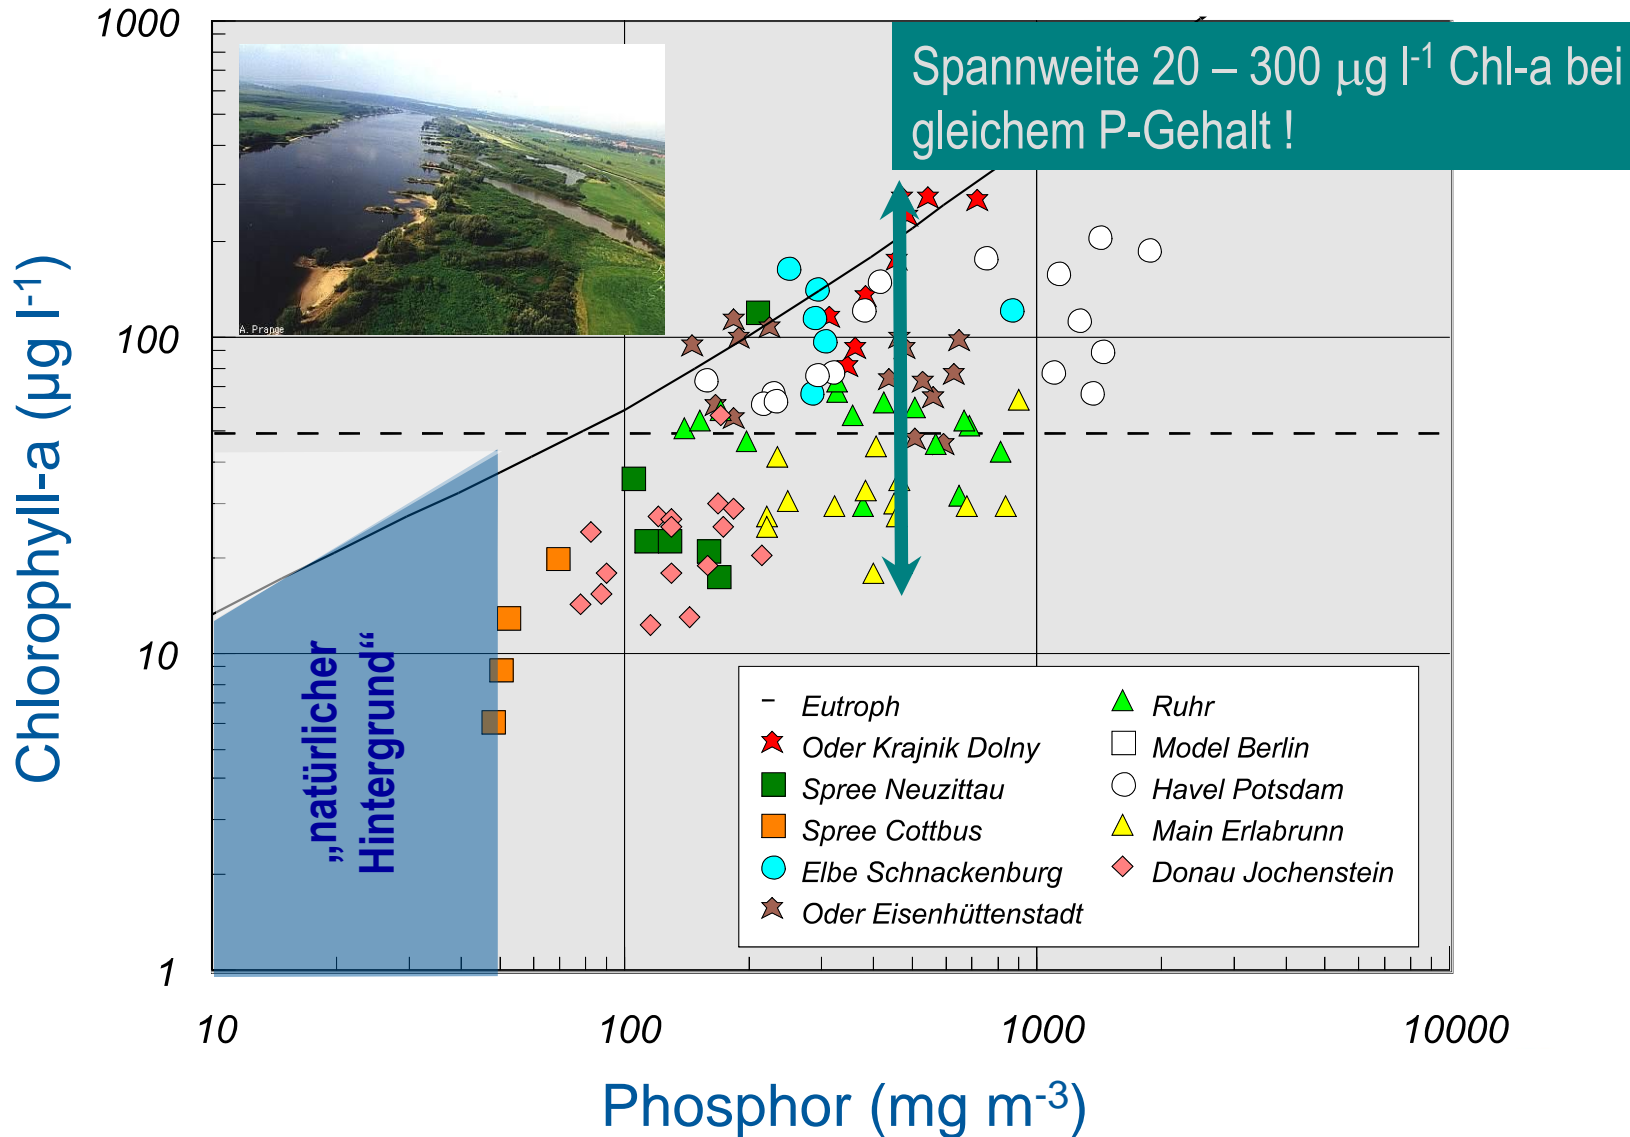 1000
100
10
1
Chlorophyll-a (µg l-1)
A. Prange
Spannweite 20 – 300 µg l-1 Chl-a bei
gleichem P-Gehalt !
„natürlicher
Hintergrund“
Eutroph
Oder Krajnik Dolny
Spree Neuzittau
Spree Cottbus
Elbe Schnackenburg
Oder Eisenhüttenstadt
Ruhr
Model Berlin
Havel Potsdam
Main Erlabrunn
Donau Jochenstein
10
100
1000
10000
Phosphor (mg m-3)